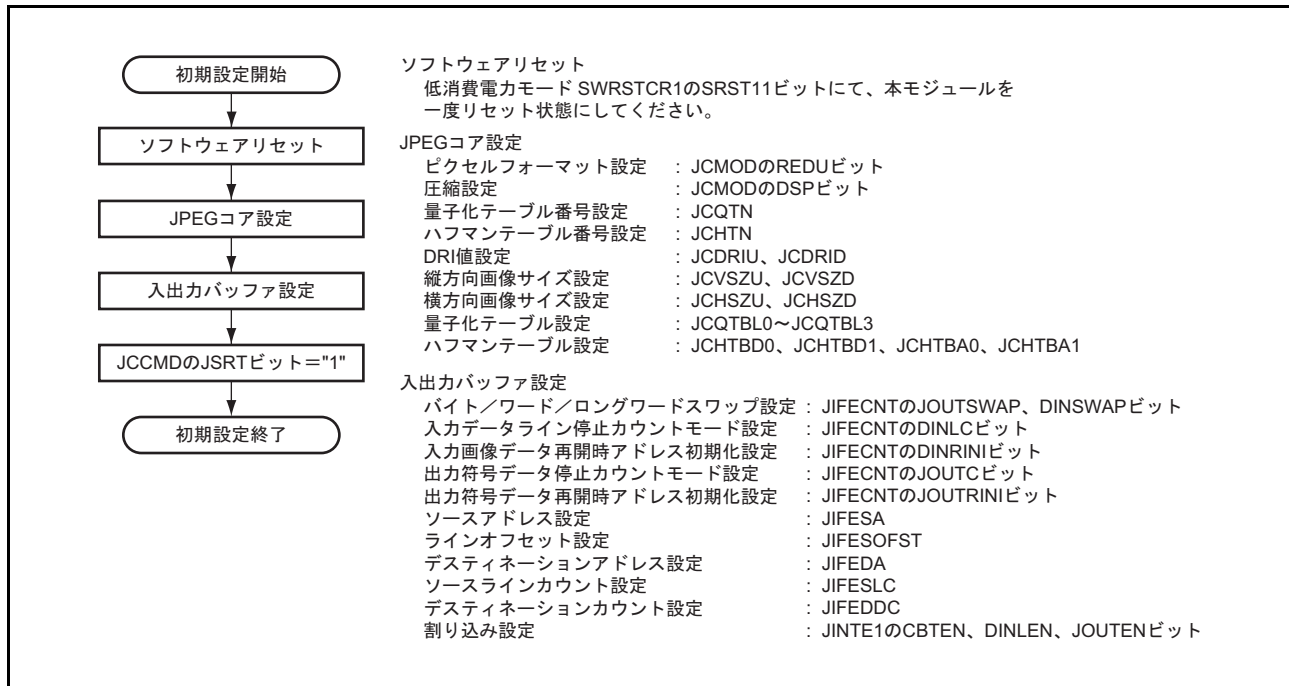 初期設定開始
ソフトウェアリセット
JPEGコア設定
入出力バッファ設定
JCCMDのJSRTビット＝"1"
初期設定終了
ソフトウェアリセット
低消費電力モード SWRSTCR1のSRST11ビットにて、本モジュールを
一度リセット状態にしてください。
JPEGコア設定
ピクセルフォーマット設定 : JCMODのREDUビット
圧縮設定 : JCMODのDSPビット
量子化テーブル番号設定 : JCQTN
ハフマンテーブル番号設定 : JCHTN
DRI値設定 : JCDRIU、JCDRID
縦方向画像サイズ設定 : JCVSZU、JCVSZD
横方向画像サイズ設定 : JCHSZU、JCHSZD
量子化テーブル設定 : JCQTBL0～JCQTBL3
ハフマンテーブル設定 : JCHTBD0、JCHTBD1、JCHTBA0、JCHTBA1
入出力バッファ設定
バイト／ワード／ロングワードスワップ設定 : JIFECNTのJOUTSWAP、DINSWAPビット
入力データライン停止カウントモード設定 : JIFECNTのDINLCビット
入力画像データ再開時アドレス初期化設定 : JIFECNTのDINRINIビット
出力符号データ停止カウントモード設定 : JIFECNTのJOUTCビット
出力符号データ再開時アドレス初期化設定 : JIFECNTのJOUTRINIビット
ソースアドレス設定 : JIFESA
ラインオフセット設定 : JIFESOFST
デスティネーションアドレス設定 : JIFEDA
ソースラインカウント設定 : JIFESLC
デスティネーションカウント設定 : JIFEDDC
割り込み設定 : JINTE1のCBTEN、DINLEN、JOUTENビット